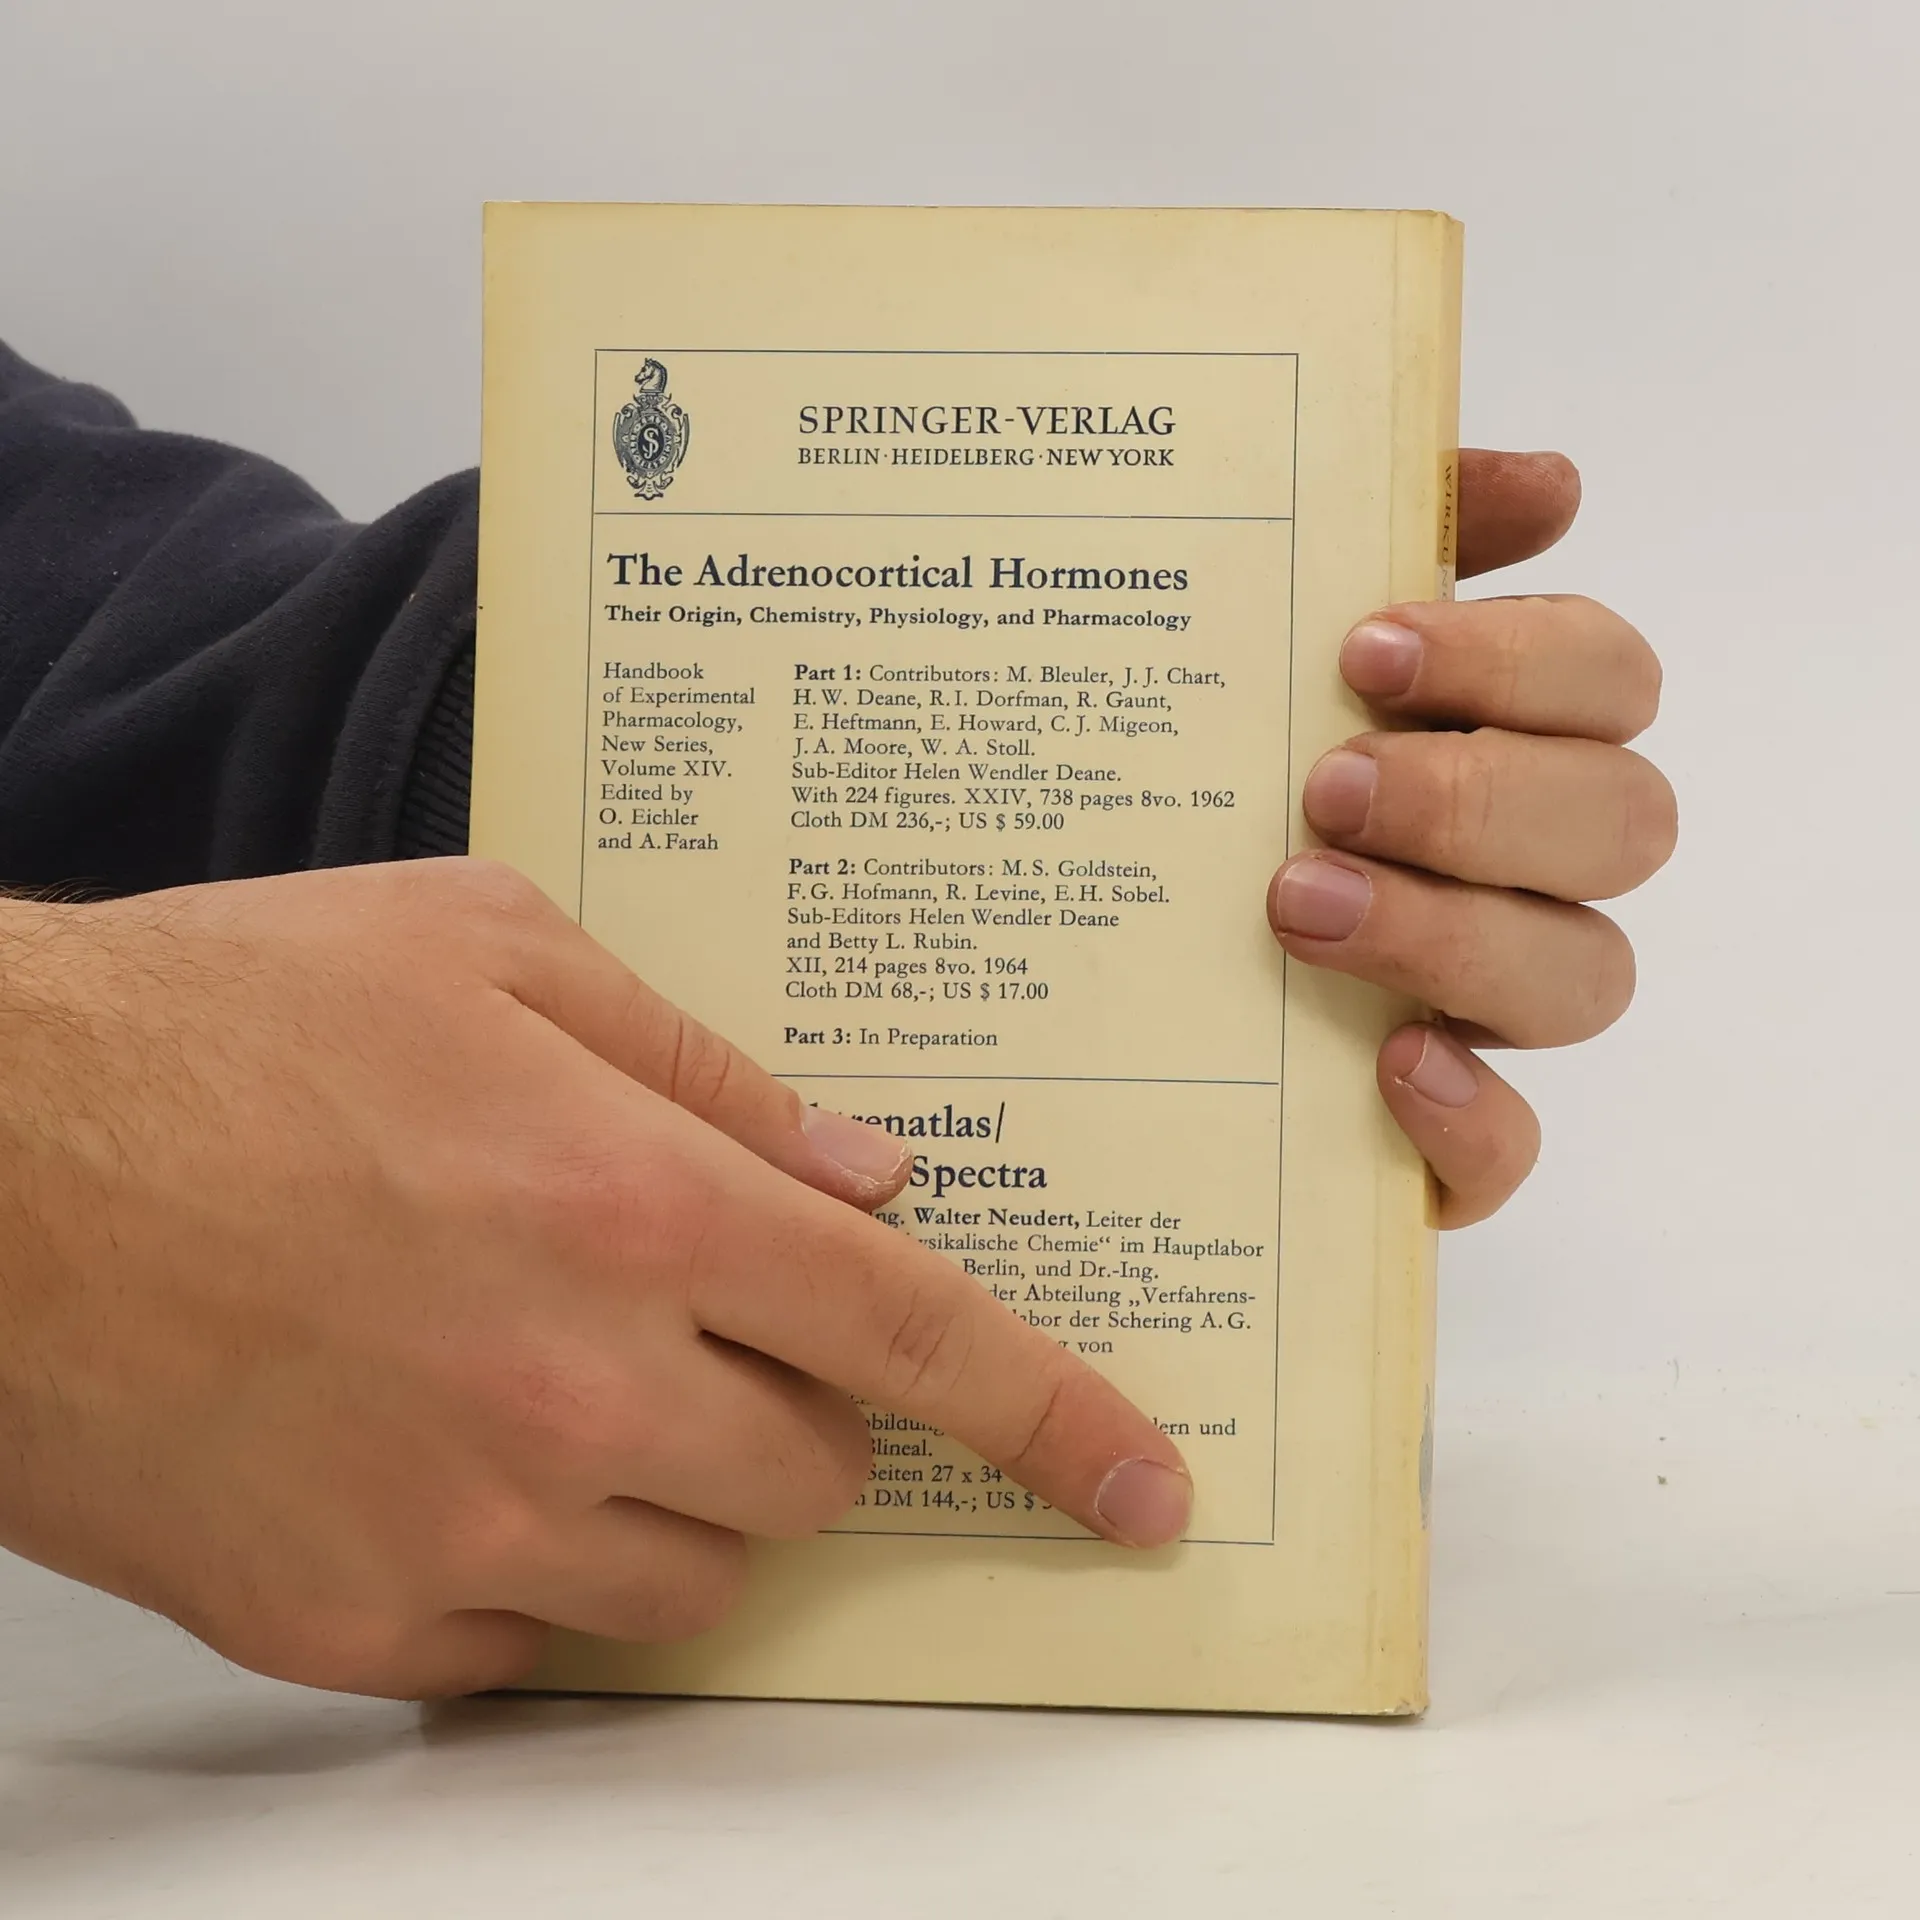 SPRINGER-VERLAG
BERLIN·HEIDELBERG·NEW YORK
The Adrenocortical Hormones
Their Origin, Chemistry, Physiology, and Pharmacology
Handbook
of Experimental
Pharmacology,
New Series,
Volume XIV.
Edited by
O. Eichler
and A. Farah
Part 1: Contributors: M. Bleuler, J. J. Chart,
H. W. Deane, R. I. Dorfman, R. Gaunt,
E. Heftmann, E. Howard, C. J. Migeon,
J. A. Moore, W. A. Stoll.
Sub-Editor Helen Wendler Deane.
With 224 figures. XXIV, 738 pages 8vo. 1962
Cloth DM 236,-; US $ 59.00
Part 2: Contributors: M. S. Goldstein,
F. G. Hofmann, R. Levine, E. H. Sobel.
Sub-Editors Helen Wendler Deane
and Betty L. Rubin.
XII, 214 pages 8vo. 1964
Cloth DM 68,-; US $ 17.00
Part 3: In Preparation
Spectra
Walter Neudert, Leiter der
Chemie“ im Hauptlabor
Berlin, und Dr.-Ing.
der Abteilung „Verfahrens-
der Schering A. G.
von
und
Seiten 27 x 34
DM 144,-; US $